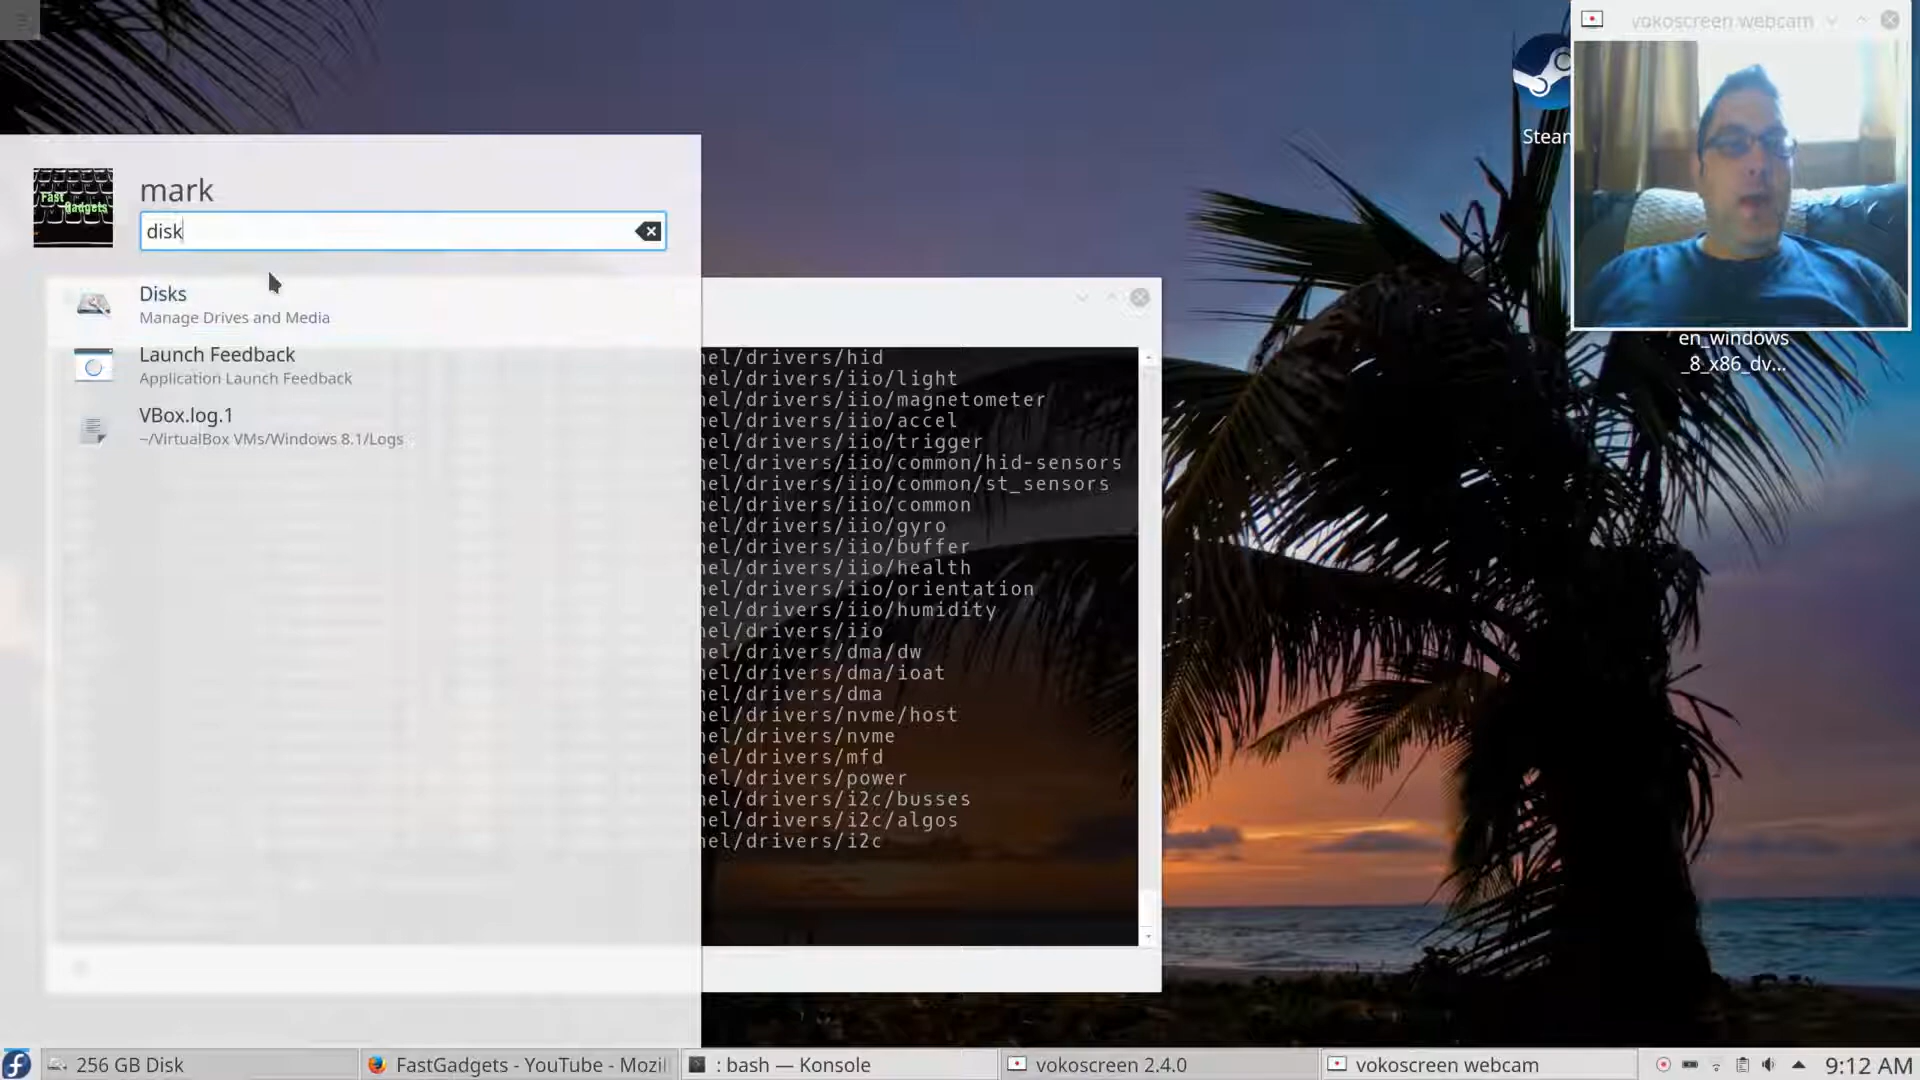 vokoscreen webcam
Stear
en_windows
_8_x86_dv...
Fast
Gadgets
mark
disk
Disks
Manage Drives and Media
Launch Feedback
Application Launch Feedback
VBox.log.1
~/VirtualBox VMs/Windows 8.1/Logs
nel/drivers/hid
nel/drivers/iio/light
nel/drivers/iio/magnetometer
nel/drivers/iio/accel
nel/drivers/iio/trigger
nel/drivers/iio/common/hid-sensors
nel/drivers/iio/common/st_sensors
nel/drivers/iio/common
nel/drivers/iio/gyro
nel/drivers/iio/buffer
nel/drivers/iio/health
nel/drivers/iio/orientation
nel/drivers/iio/humidity
nel/drivers/iio
nel/drivers/dma/dw
nel/drivers/dma/ioat
nel/drivers/dma
nel/drivers/nvme/host
nel/drivers/nvme
nel/drivers/mfd
nel/drivers/power
nel/drivers/i2c/busses
nel/drivers/i2c/algos
nel/drivers/i2c
256 GB Disk
FastGadgets - YouTube - Mozil
: bash — Konsole
vokoscreen 2.4.0
vokoscreen webcam
9:12 AM